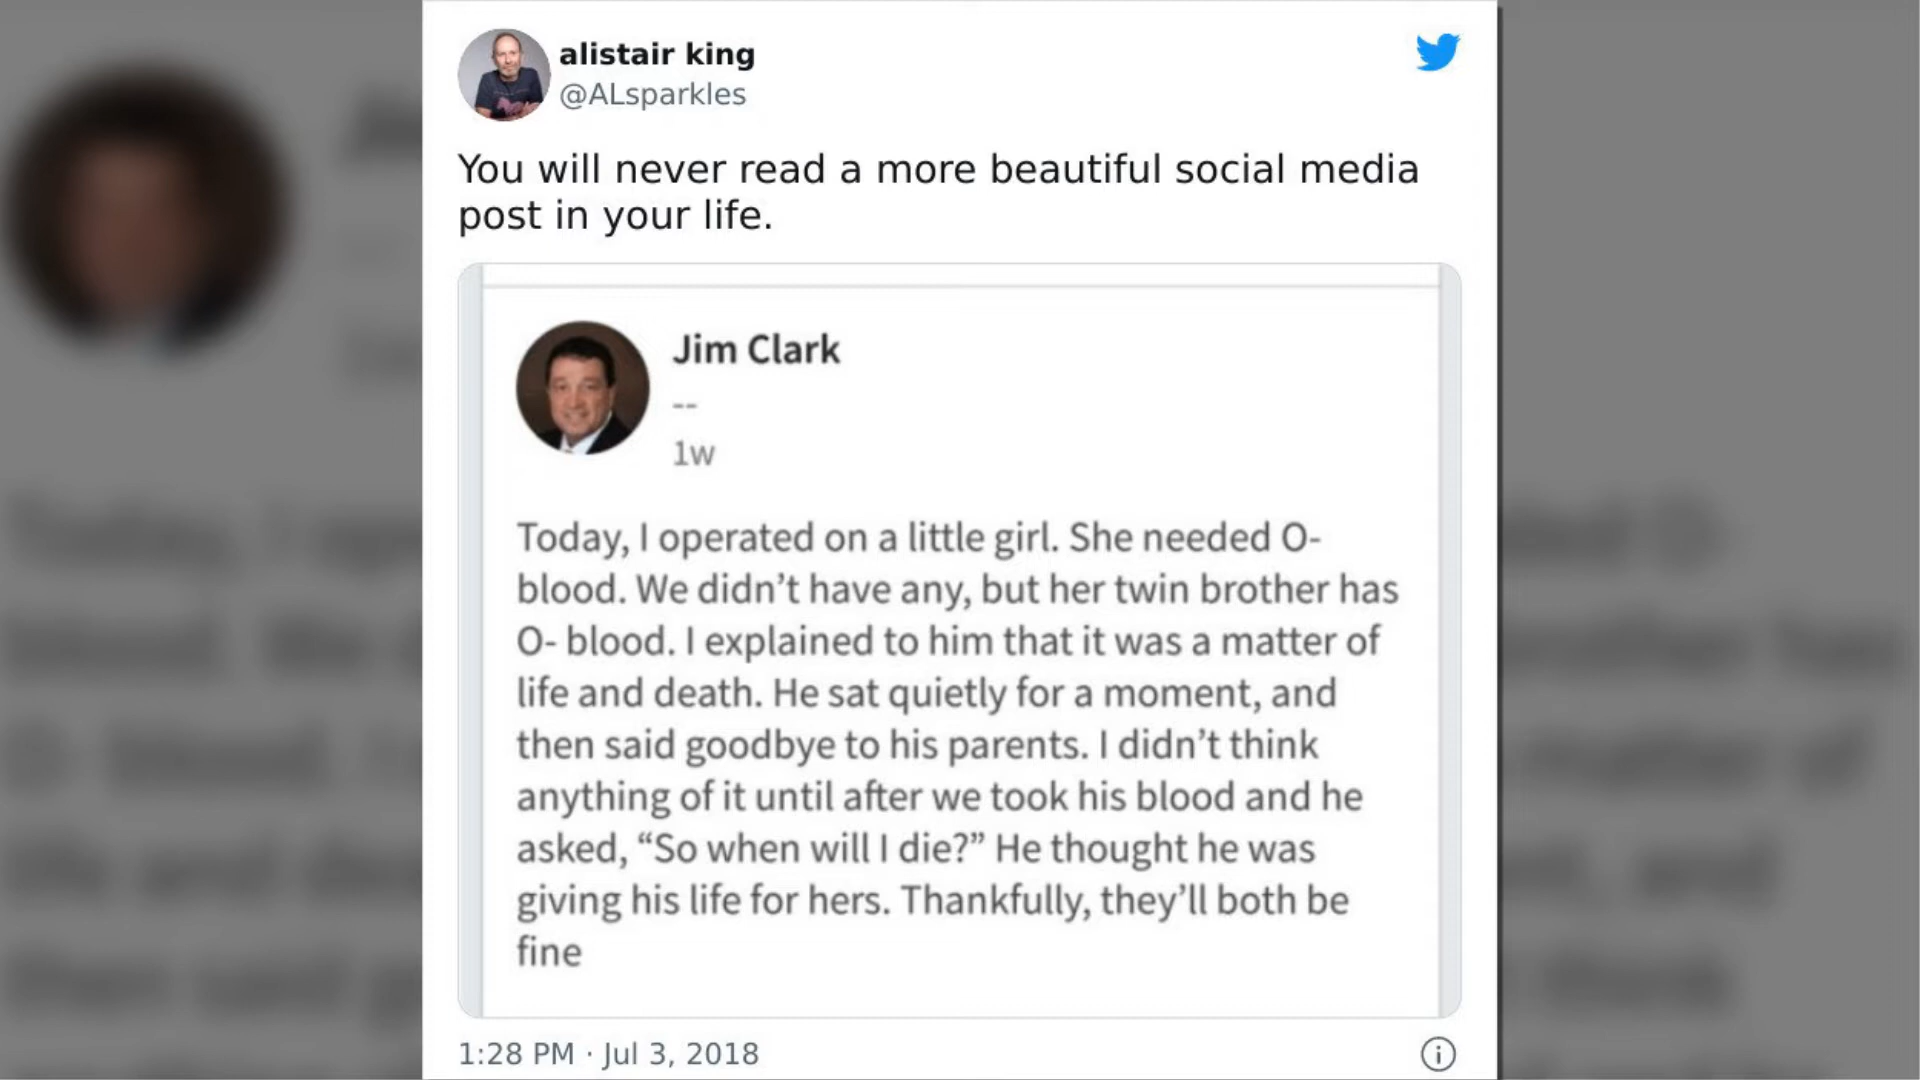 alistair king
@ALsparkles
You will never read a more beautiful social media
post in your life.
Jim Clark
--
1w
Today, I operated on a little girl. She needed O-
blood. We didn’t have any, but her twin brother has
O- blood. I explained to him that it was a matter of
life and death. He sat quietly for a moment, and
then said goodbye to his parents. I didn’t think
anything of it until after we took his blood and he
asked, “So when will I die?” He thought he was
giving his life for hers. Thankfully, they’ll both be
fine
1:28 PM · Jul 3, 2018